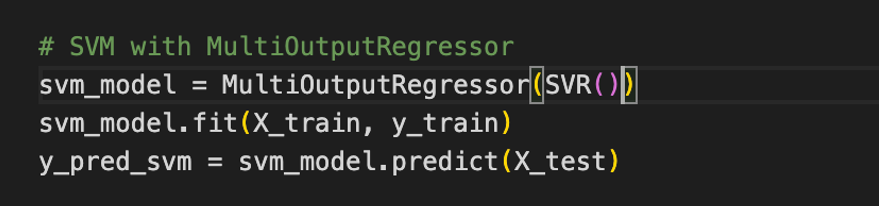 # SVM with MultiOutputRegressor
svm_model = MultiOutputRegressor(SVR())
svm_model.fit(X_train, y_train)
y_pred_svm = svm_model.predict(X_test)